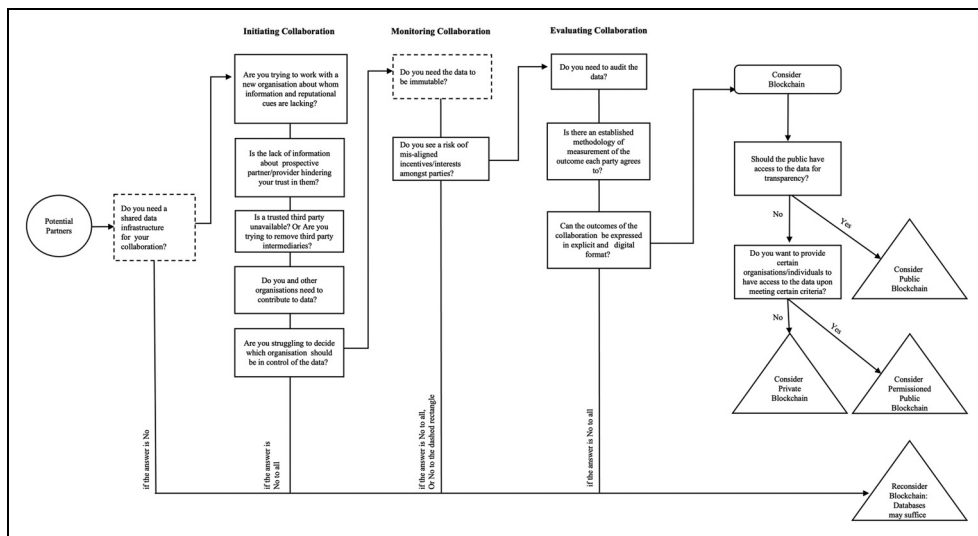 Initiating Collaboration
Monitoring Collaboration
Evaluating Collaboration
Potential
Partners
Do you need a
shared data
infrastructure
for your
collaboration?
Are you trying to work with a
new organisation about whom
information and reputational
cues are lacking?
Is the lack of information
about prospective
partner/provider hindering
your trust in them?
Is a trusted third party
unavailable? Or Are you
trying to remove third party
intermediaries?
Do you and other
organisations need to
contribute to data?
Are you struggling to decide
which organisation should
be in control of the data?
Do you need the data to
be immutable?
Do you see a risk oof
mis-aligned
incentives/interests
amongst parties?
Do you need to audit the
data?
Is there an established
methodology of
measurement of the
outcome each party agrees
to?
Can the outcomes of the
collaboration be expressed
in explicit and digital
format?
Consider
Blockchain
Should the public have
access to the data for
transparency?
No
Yes
Do you want to provide
certain
organisations/individuals to
have access to the data upon
meeting certain criteria?
Consider
Public
Blockchain
No
Yes
Consider
Private
Blockchain
Consider
Permissioned
Public
Blockchain
if the answer is No
if the answer is
No to all
if the answer is No to all,
Or No to the dashed rectangle
if the answer is No to all
Reconsider
Blockchain:
Databases
may suffice